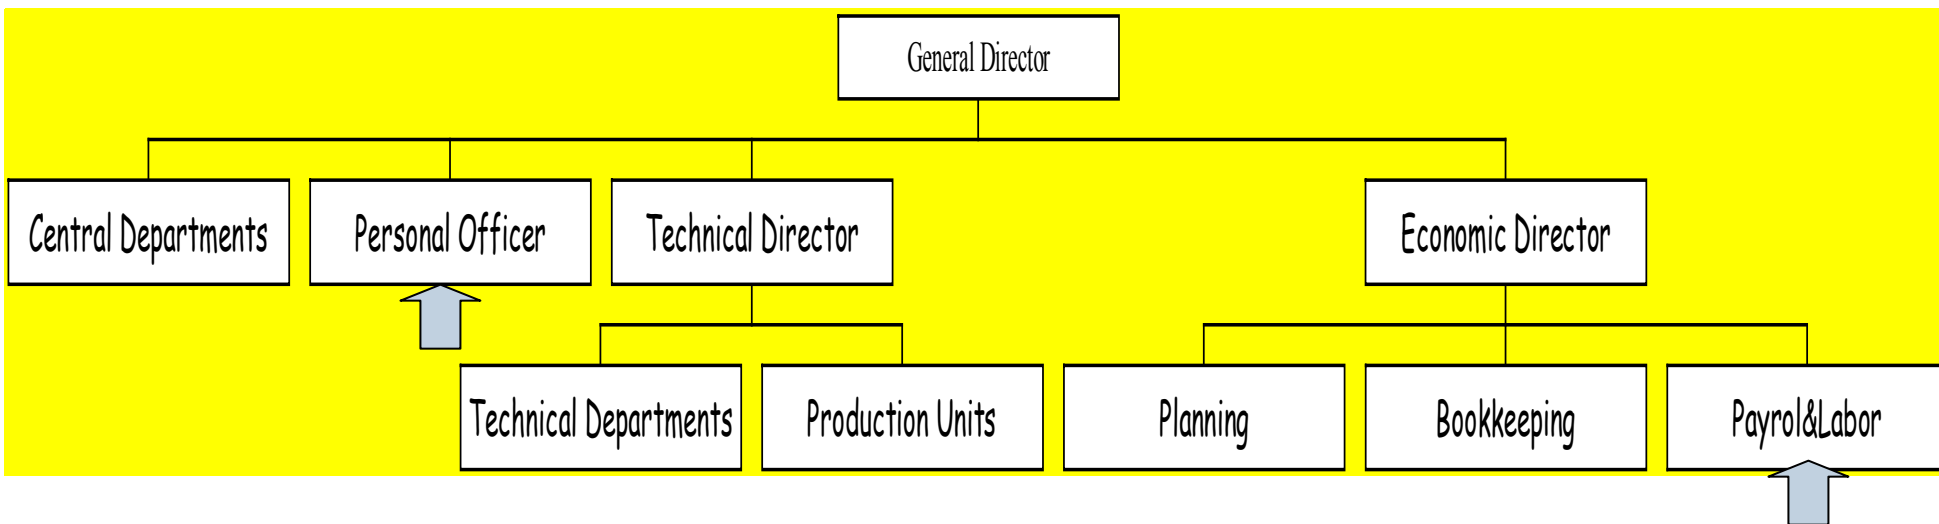 General Director
Central Departments
Personal Officer
Technical Director
Economic Director
Technical Departments
Production Units
Planning
Bookkeeping
Payrol&Labor